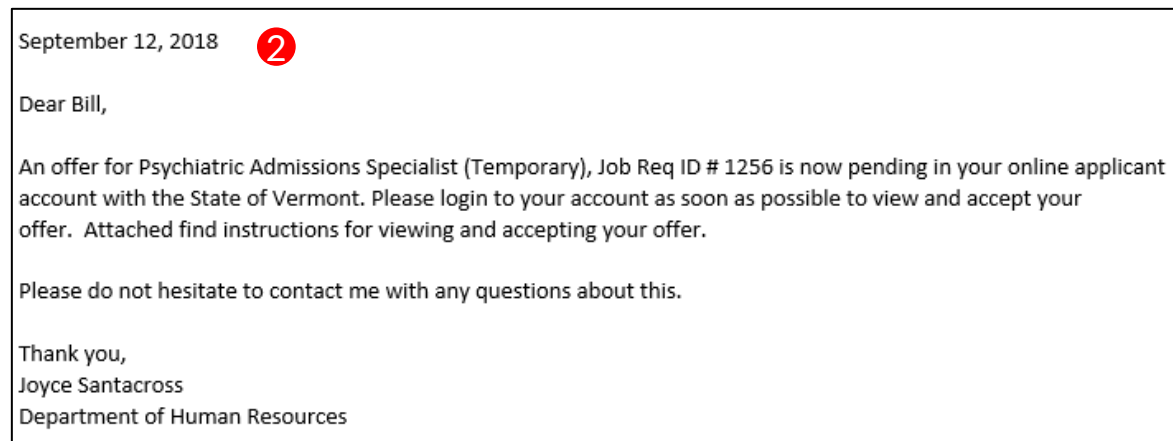 September 12, 2018 2
Dear Bill,
An offer for Psychiatric Admissions Specialist (Temporary), Job Req ID # 1256 is now pending in your online applicant
account with the State of Vermont. Please login to your account as soon as possible to view and accept your
offer.  Attached find instructions for viewing and accepting your offer.
Please do not hesitate to contact me with any questions about this.
Thank you,
Joyce Santacross
Department of Human Resources